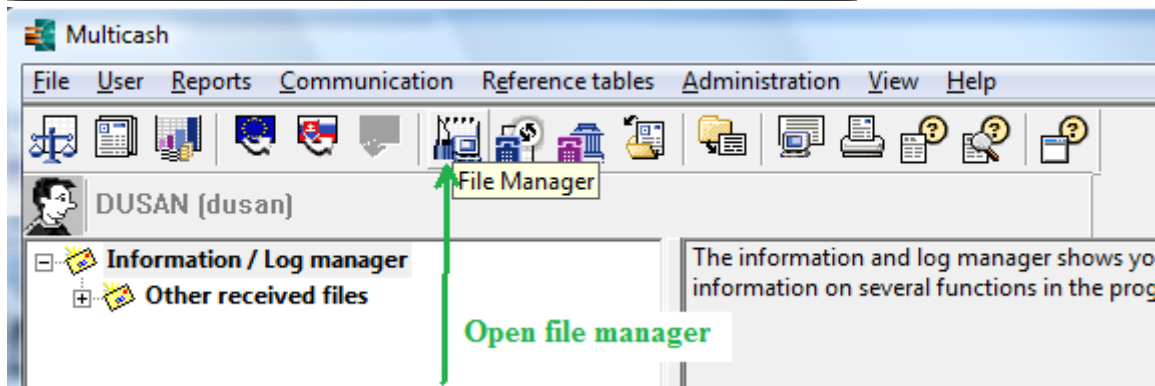 Multicash
File User Reports Communication Reference tables Administration View Help
File Manager
DUSAN (dusan)
Information / Log manager
Other received files
The information and log manager shows yo
information on several functions in the prog
Open file manager